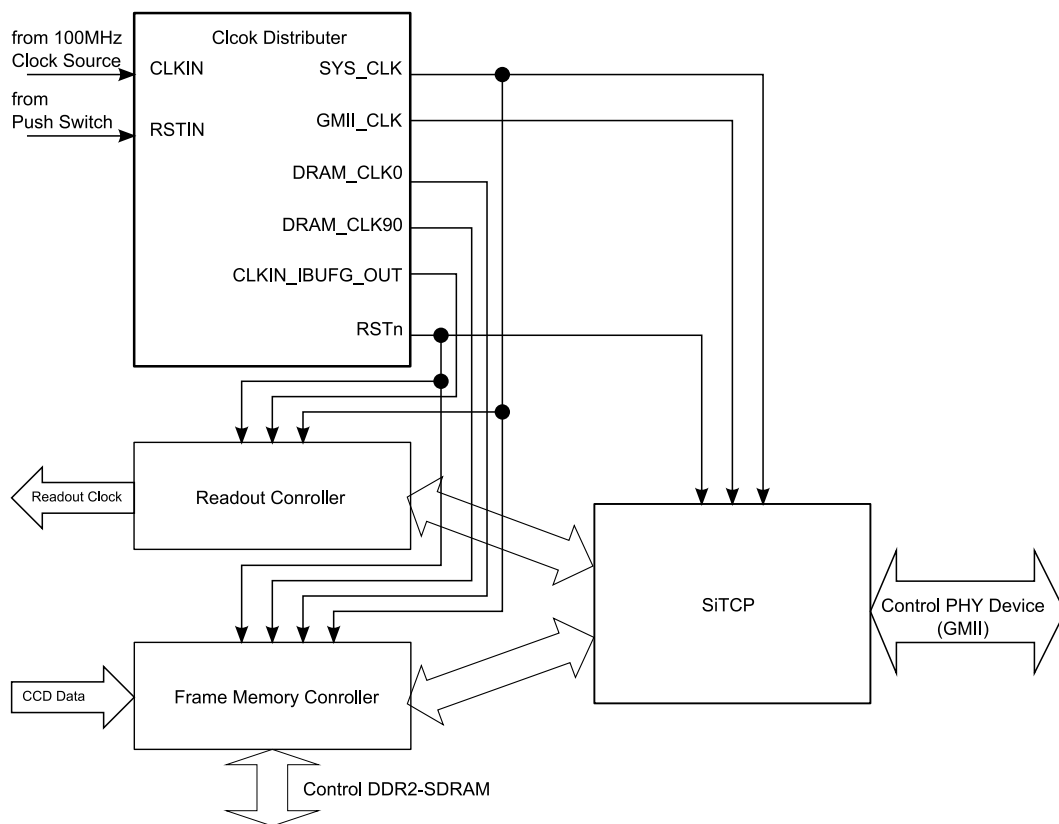 from 100MHz
Clock Source
from
Push Switch
Clcok Distributer
CLKIN
RSTIN
SYS_CLK
GMII_CLK
DRAM_CLK0
DRAM_CLK90
CLKIN_IBUFG_OUT
RSTn
Readout Clock
Readout Conroller
SiTCP
Control PHY Device
(GMII)
CCD Data
Frame Memory Conroller
Control DDR2-SDRAM